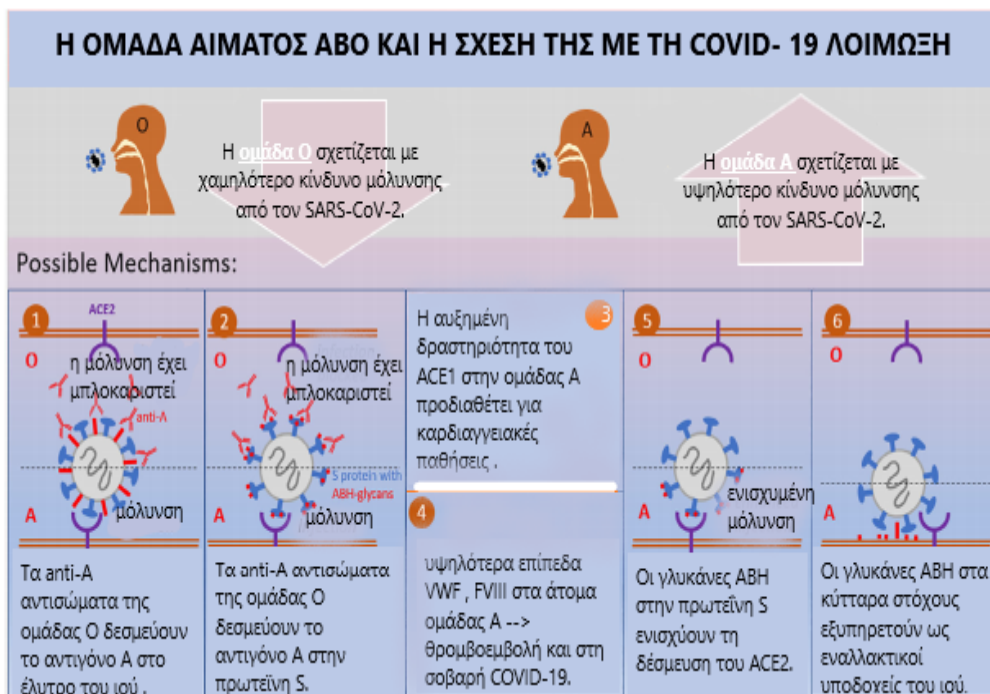 Η ΟΜΑΔΑ ΑΙΜΑΤΟΣ ΑΒΟ ΚΑΙ Η ΣΧΕΣΗ ΤΗΣ ΜΕ ΤΗ COVID- 19 ΛΟΙΜΩΞΗ
O
Η ομάδα Ο σχετίζεται με
χαμηλότερο κίνδυνο μόλυνσης
από τον SARS-CoV-2.
A
Η ομάδα Α σχετίζεται με
υψηλότερο κίνδυνο μόλυνσης
από τον SARS-CoV-2.
Possible Mechanisms:
1
ACE2
O
η μόλυνση έχει
μπλοκαριστεί
anti-A
A
μόλυνση
Τα anti-A
αντισώματα της
ομάδας Ο δεσμεύουν
το αντιγόνο Α στο
έλυτρο του ιού .
2
O
η μόλυνση έχει
μπλοκαριστεί
S protein with
ABH-glycans
A
μόλυνση
Τα anti-A αντισώματα
της ομάδας Ο
δεσμεύουν το
αντιγόνο Α στην
πρωτεΐνη S.
3
Η αυξημένη
δραστηριότητα του
ACE1 στην ομάδας Α
προδιαθέτει για
καρδιαγγειακές
παθήσεις .
4
υψηλότερα επίπεδα
VWF , FVIII στα άτομα
ομάδας Α -->
θρομβοεμβολή και στη
σοβαρή COVID-19.
5
O
A
ενισχυμένη
μόλυνση
Οι γλυκάνες ABH
στην πρωτεΐνη S
ενισχύουν τη
δέσμευση του ACE2.
6
O
A
Οι γλυκάνες ABH στα
κύτταρα στόχους
εξυπηρετούν ως
εναλλακτικοί
υποδοχείς του ιού.